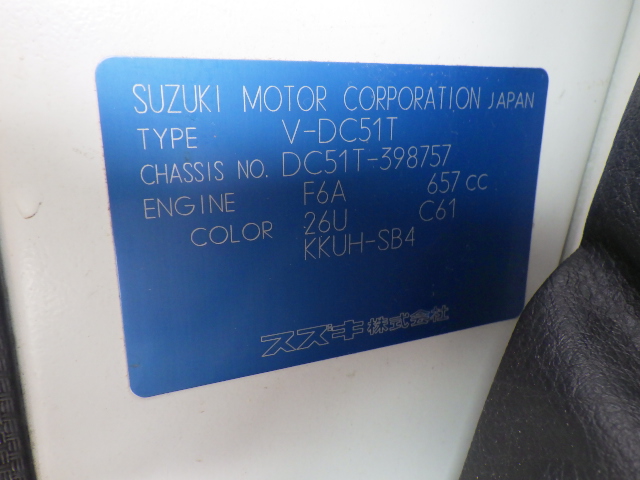 SUZUKI MOTOR CORPORATION JAPAN
TYPE V-DC51T
CHASSIS NO. DC51T-398757
ENGINE F6A 657 CC
COLOR 26U C61
KKUH-SB4
スズキ株式会社